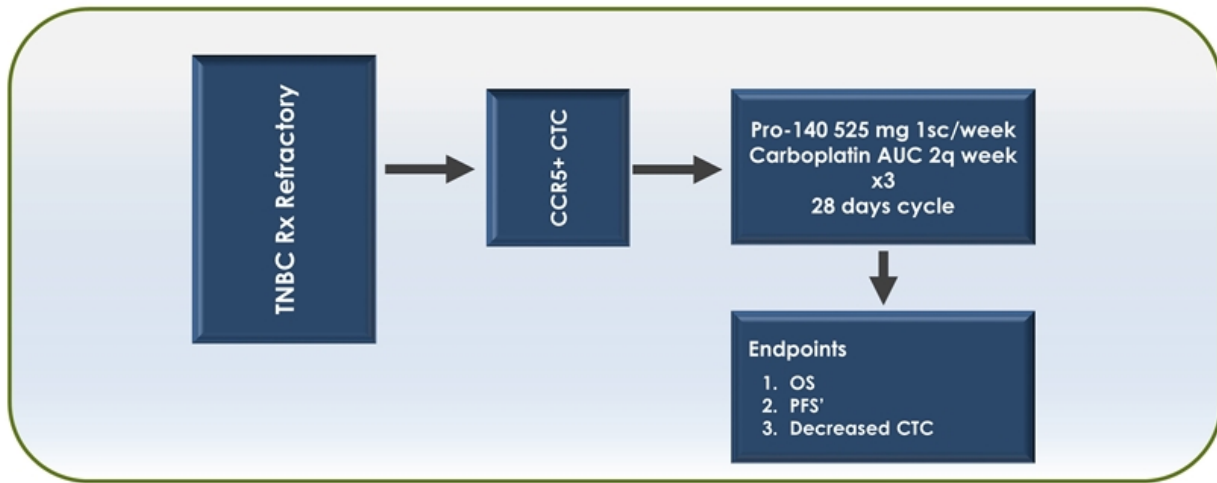 TNBC Rx Refractory
CCR5+ CTC
Pro-140 525 mg 1sc/week
Carboplatin AUC 2q week
x3
28 days cycle
Endpoints
1. OS
2. PFS'
3. Decreased CTC